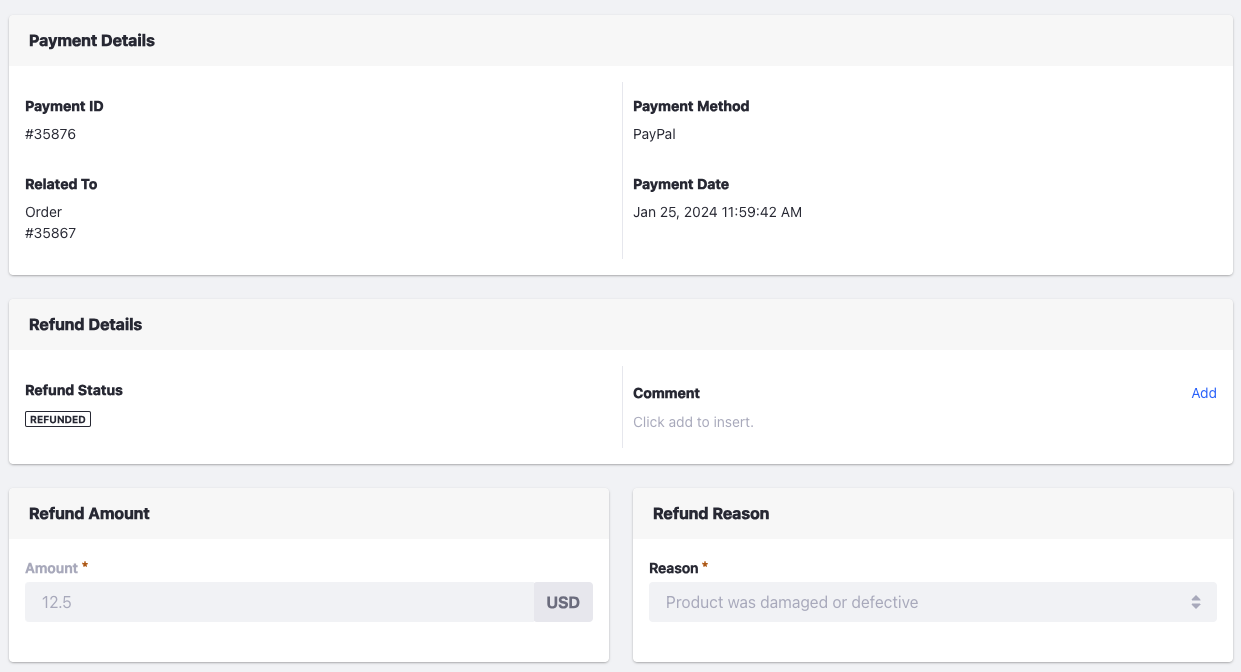 Payment Details
Payment ID
#35876
Payment Method
PayPal
Related To
Order
#35867
Payment Date
Jan 25, 2024 11:59:42 AM
Refund Details
Refund Status
REFUNDED
Comment
Add
Click add to insert.
Refund Amount
Amount *
12.5
USD
Refund Reason
Reason *
Product was damaged or defective